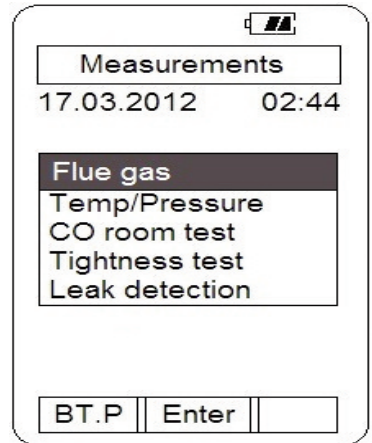 Measurements
17.03.2012 02:44
Flue gas
Temp/Pressure
CO room test
Tightness test
Leak detection
BT.P Enter